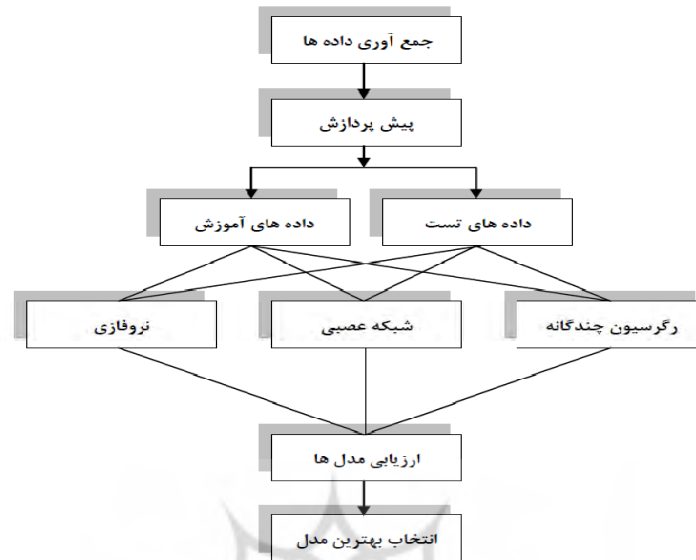 جمع آوری داده ها
پیش پردازش
داده های تست
داده های آموزش
رگرسیون چندگانه
شبکه عصبی
نروفازی
ارزیابی مدل ها
انتخاب بهترین مدل